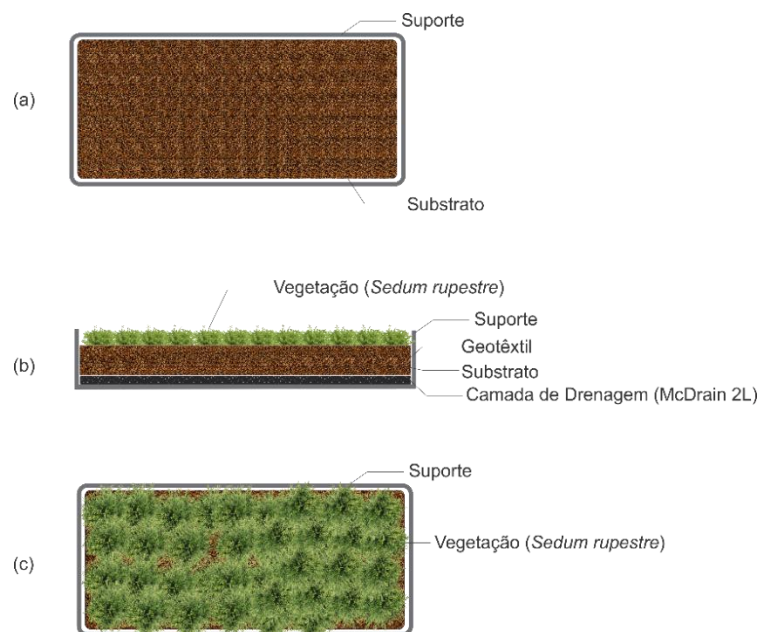 Suporte
(a)
Substrato
Vegetação (Sedum rupestre)
Suporte
(b)
Geotêxtil
Substrato
Camada de Drenagem (McDrain 2L)
Suporte
Vegetação (Sedum rupestre)
(c)